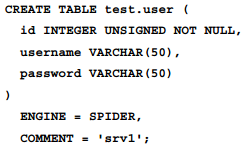 CREATE TABLE test.user (
  id INTEGER UNSIGNED NOT NULL,
  username VARCHAR(50),
  password VARCHAR(50)
)
  ENGINE = SPIDER,
  COMMENT = 'srv1';